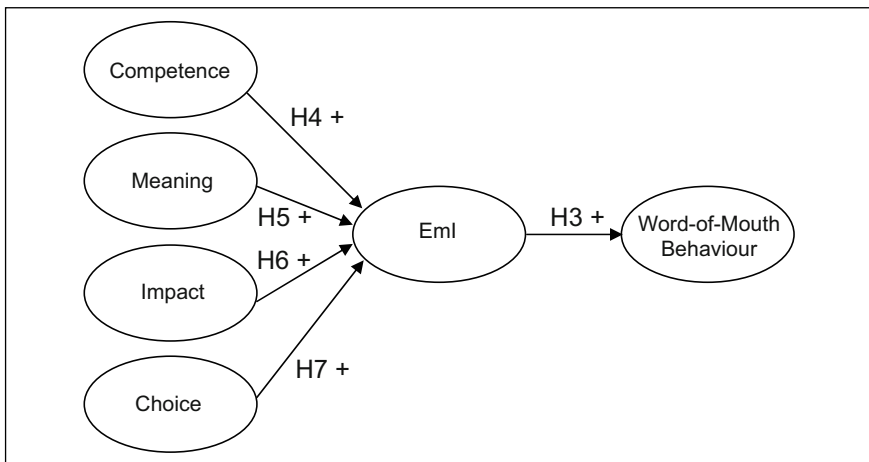 Competence
H4 +
Meaning
H5 +
EmI
H3 +
Word-of-Mouth
Behaviour
H6 +
Impact
H7 +
Choice